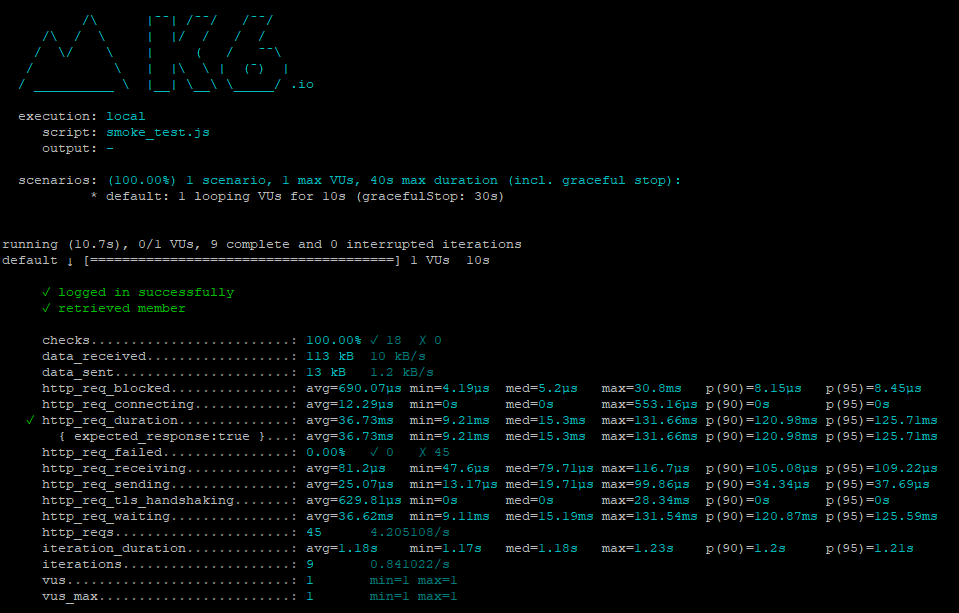 /\      |‾‾| /‾‾/   /‾‾/
     /\  /  \     |  |/  /   /  /
    /  \/    \    |     (   /   ‾‾\
   /          \   |  |\  \ |  (‾)  |
  / __________ \  |__| \__\ \_____/ .io
execution: local
script: smoke_test.js
output: -
scenarios: (100.00%) 1 scenario, 1 max VUs, 40s max duration (incl. graceful stop):
* default: 1 looping VUs for 10s (gracefulStop: 30s)
running (10.7s), 0/1 VUs, 9 complete and 0 interrupted iterations
default ↓ [======================================] 1 VUs  10s
✓ logged in successfully
✓ retrieved member
checks.........................: 100.00% ✓ 18  ✗ 0
data_received..................: 113 kB  10 kB/s
data_sent......................: 13 kB   1.2 kB/s
http_req_blocked...............: avg=690.07µs min=4.19µs  med=5.2µs   max=30.8ms   p(90)=8.15µs   p(95)=8.45µs
http_req_connecting............: avg=12.29µs  min=0s      med=0s      max=553.16µs p(90)=0s       p(95)=0s
✓ http_req_duration..............: avg=36.73ms  min=9.21ms  med=15.3ms  max=131.66ms p(90)=120.98ms p(95)=125.71ms
{ expected_response:true }...: avg=36.73ms  min=9.21ms  med=15.3ms  max=131.66ms p(90)=120.98ms p(95)=125.71ms
http_req_failed................: 0.00%   ✓ 0   ✗ 45
http_req_receiving.............: avg=81.2µs   min=47.6µs  med=79.71µs max=116.7µs  p(90)=105.08µs p(95)=109.22µs
http_req_sending...............: avg=25.07µs  min=13.17µs med=19.71µs max=99.86µs  p(90)=34.34µs  p(95)=37.69µs
http_req_tls_handshaking.......: avg=629.81µs min=0s      med=0s      max=28.34ms  p(90)=0s       p(95)=0s
http_req_waiting...............: avg=36.62ms  min=9.11ms  med=15.19ms max=131.54ms p(90)=120.87ms p(95)=125.59ms
http_reqs......................: 45      4.205108/s
iteration_duration.............: avg=1.18s    min=1.17s   med=1.18s   max=1.23s    p(90)=1.2s     p(95)=1.21s
iterations.....................: 9       0.841022/s
vus............................: 1       min=1 max=1
vus_max........................: 1       min=1 max=1